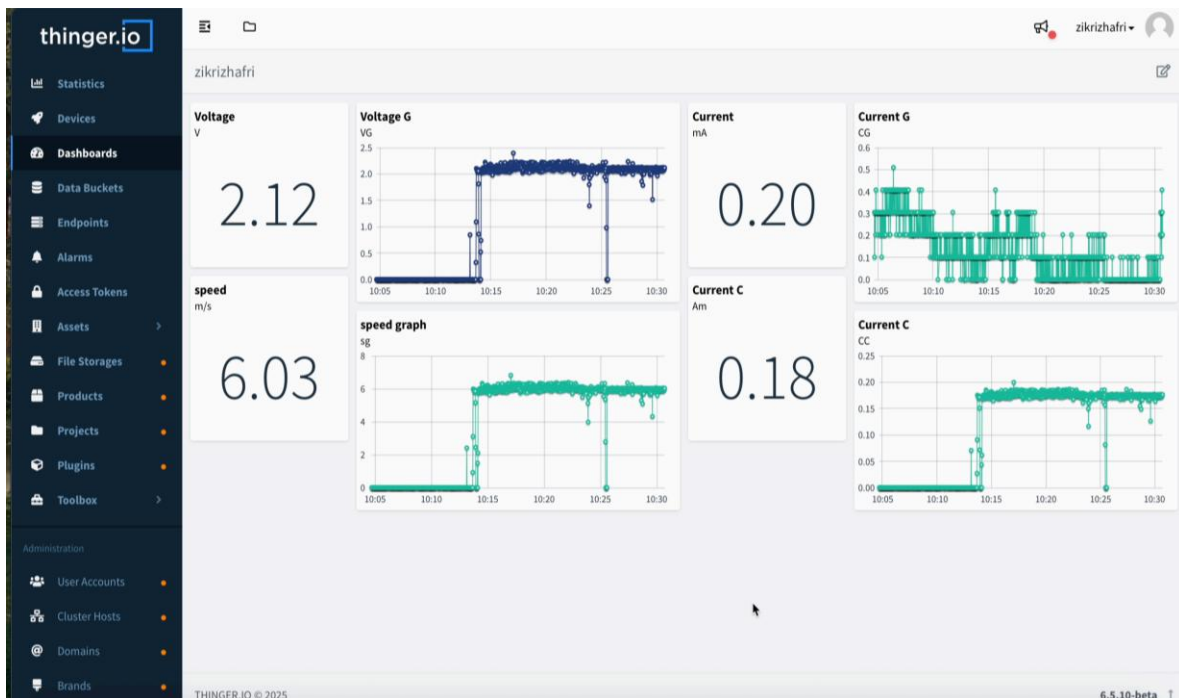 thinger.io
zikrizhafri
zikrizhafri
Statistics
Devices
Dashboards
Data Buckets
Endpoints
Alarms
Access Tokens
Assets
File Storages
Products
Projects
Plugins
Toolbox
Administration
User Accounts
Cluster Hosts
Domains
Brands
Voltage
V
2.12
speed
m/s
6.03
Voltage G
VG
2.5
2.0
1.5
1.0
0.5
0.0
10:05 10:10 10:15 10:20 10:25 10:30
speed graph
sg
8
6
4
2
0
10:05 10:10 10:15 10:20 10:25 10:30
Current
mA
0.20
Current C
Am
0.18
Current G
CG
0.6
0.5
0.4
0.3
0.2
0.1
0.0
10:05 10:10 10:15 10:20 10:25 10:30
Current C
CC
0.25
0.20
0.15
0.10
0.05
0.00
10:05 10:10 10:15 10:20 10:25 10:30
THINGER.IO © 2025
6.5.10-beta